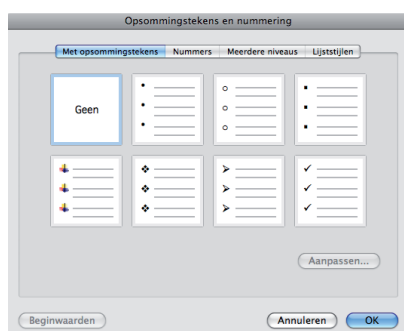 Opsommingstekens en nummering
Met opsommingstekens Nummers Meerdere niveaus Lijststijlen
Geen
Aanpassen...
Beginwaarden Annuleren OK